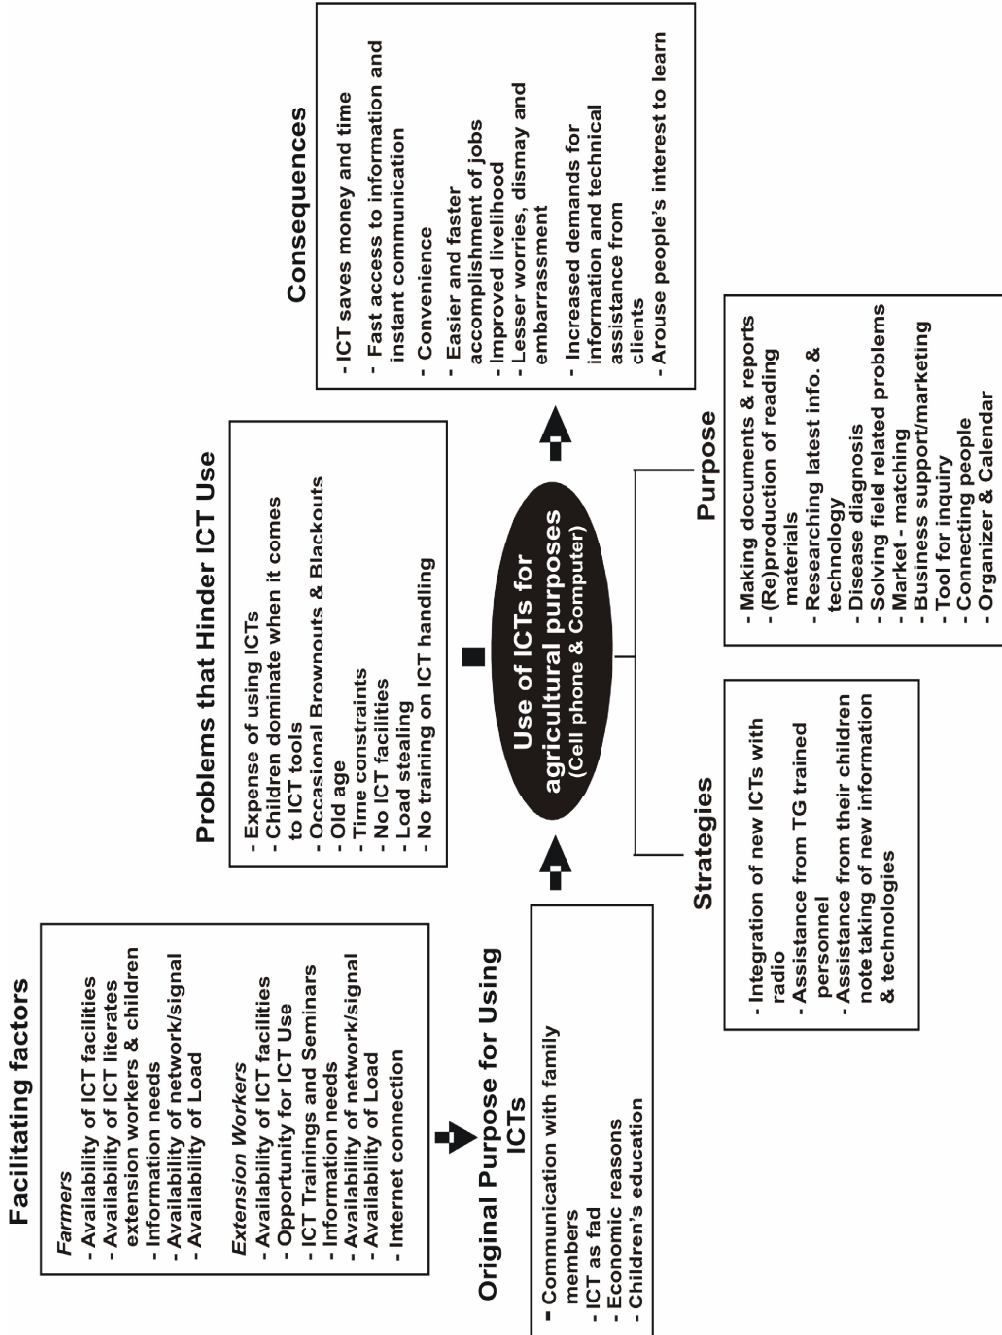 Facilitating factors
Farmers
- Availability of ICT facilities
- Availability of ICT literates
extension workers & children
- Information needs
- Availability of network/signal
- Availability of Load
Extension Workers
- Availability of ICT facilities
- Opportunity for ICT Use
- ICT Trainings and Seminars
- Information needs
- Availability of network/signal
- Availability of Load
- Internet connection
Original Purpose for Using
ICTs
- Communication with family
members
- ICT as fad
- Economic reasons
- Children's education
Problems that Hinder ICT Use
- Expense of using ICTs
- Children dominate when it comes
to ICT tools
- Occasional Brownouts & Blackouts
- Old age
- Time constraints
- No ICT facilities
- Load stealing
- No training on ICT handling
Use of ICTs for
agricultural purposes
(Cell phone & Computer)
Strategies
- Integration of new ICTs with
radio
- Assistance from TG trained
personnel
- Assistance from their children
note taking of new information
& technologies
Purpose
- Making documents & reports
- (Re)production of reading
materials
- Researching latest info. &
technology
- Disease diagnosis
- Solving field related problems
- Market - matching
- Business support/marketing
- Tool for inquiry
- Connecting people
- Organizer & Calendar
Consequences
- ICT saves money and time
- Fast access to information and
instant communication
- Convenience
- Easier and faster
accomplishment of jobs
- Improved livelihood
- Lesser worries, dismay and
embarrassment
- Increased demands for
information and technical
assistance from
clients
- Arouse people's interest to learn